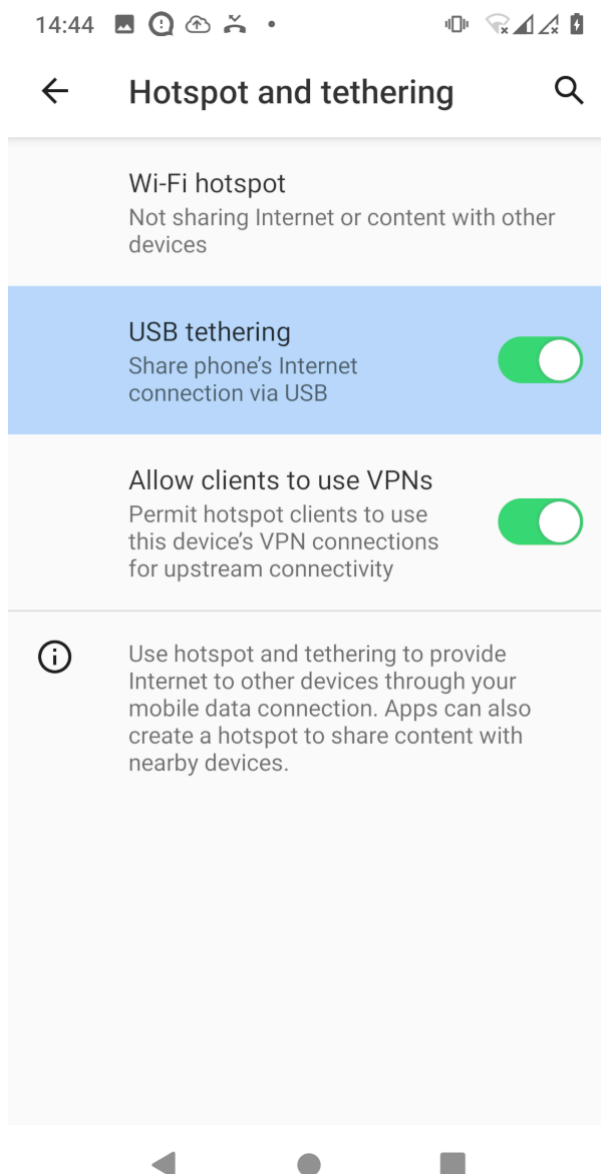 14:44
Hotspot and tethering
Wi-Fi hotspot
Not sharing Internet or content with other
devices
USB tethering
Share phone's Internet
connection via USB
Allow clients to use VPNs
Permit hotspot clients to use
this device's VPN connections
for upstream connectivity
Use hotspot and tethering to provide
Internet to other devices through your
mobile data connection. Apps can also
create a hotspot to share content with
nearby devices.